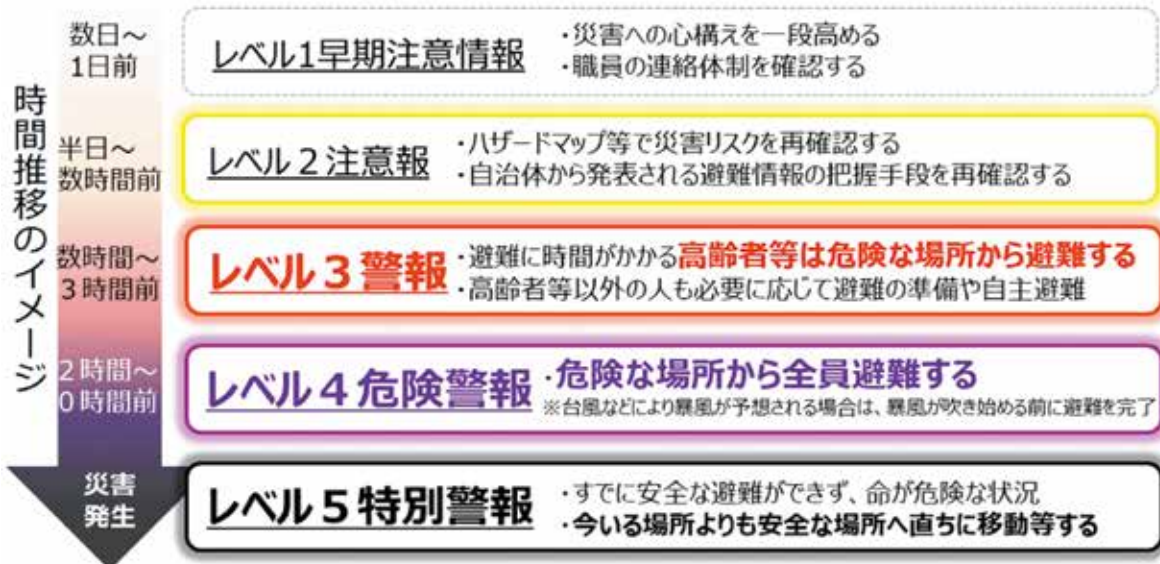 時間推移のイメージ
数日～
1日前
レベル1早期注意情報
・災害への心構えを一段高める
・職員の連絡体制を確認する
半日～
数時間前
レベル２注意報
・ハザードマップ等で災害リスクを再確認する
・自治体から発表される避難情報の把握手段を再確認する
数時間～
３時間前
レベル３警報
・避難に時間がかかる高齢者等は危険な場所から避難する
・高齢者等以外の人も必要に応じて避難の準備や自主避難
２時間～
０時間前
レベル４危険警報
・危険な場所から全員避難する
※台風などにより暴風が予想される場合は、暴風が吹き始める前に避難を完了
災害
発生
レベル５特別警報
・すでに安全な避難ができず、命が危険な状況
・今いる場所よりも安全な場所へ直ちに移動等する